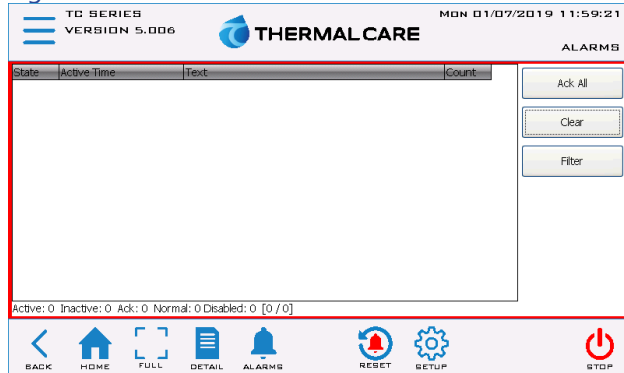 TC SERIES
VERSION 5.006
THERMALCARE
MON 01/07/2019 11:59:21
ALARMS
State Active Time Text Count
Ack All
Clear
Filter
Active: 0 Inactive: 0 Ack: 0 Normal: 0 Disabled: 0 [0 / 0]
BACK HOME FULL DETAIL ALARMS RESET SETUP STOP